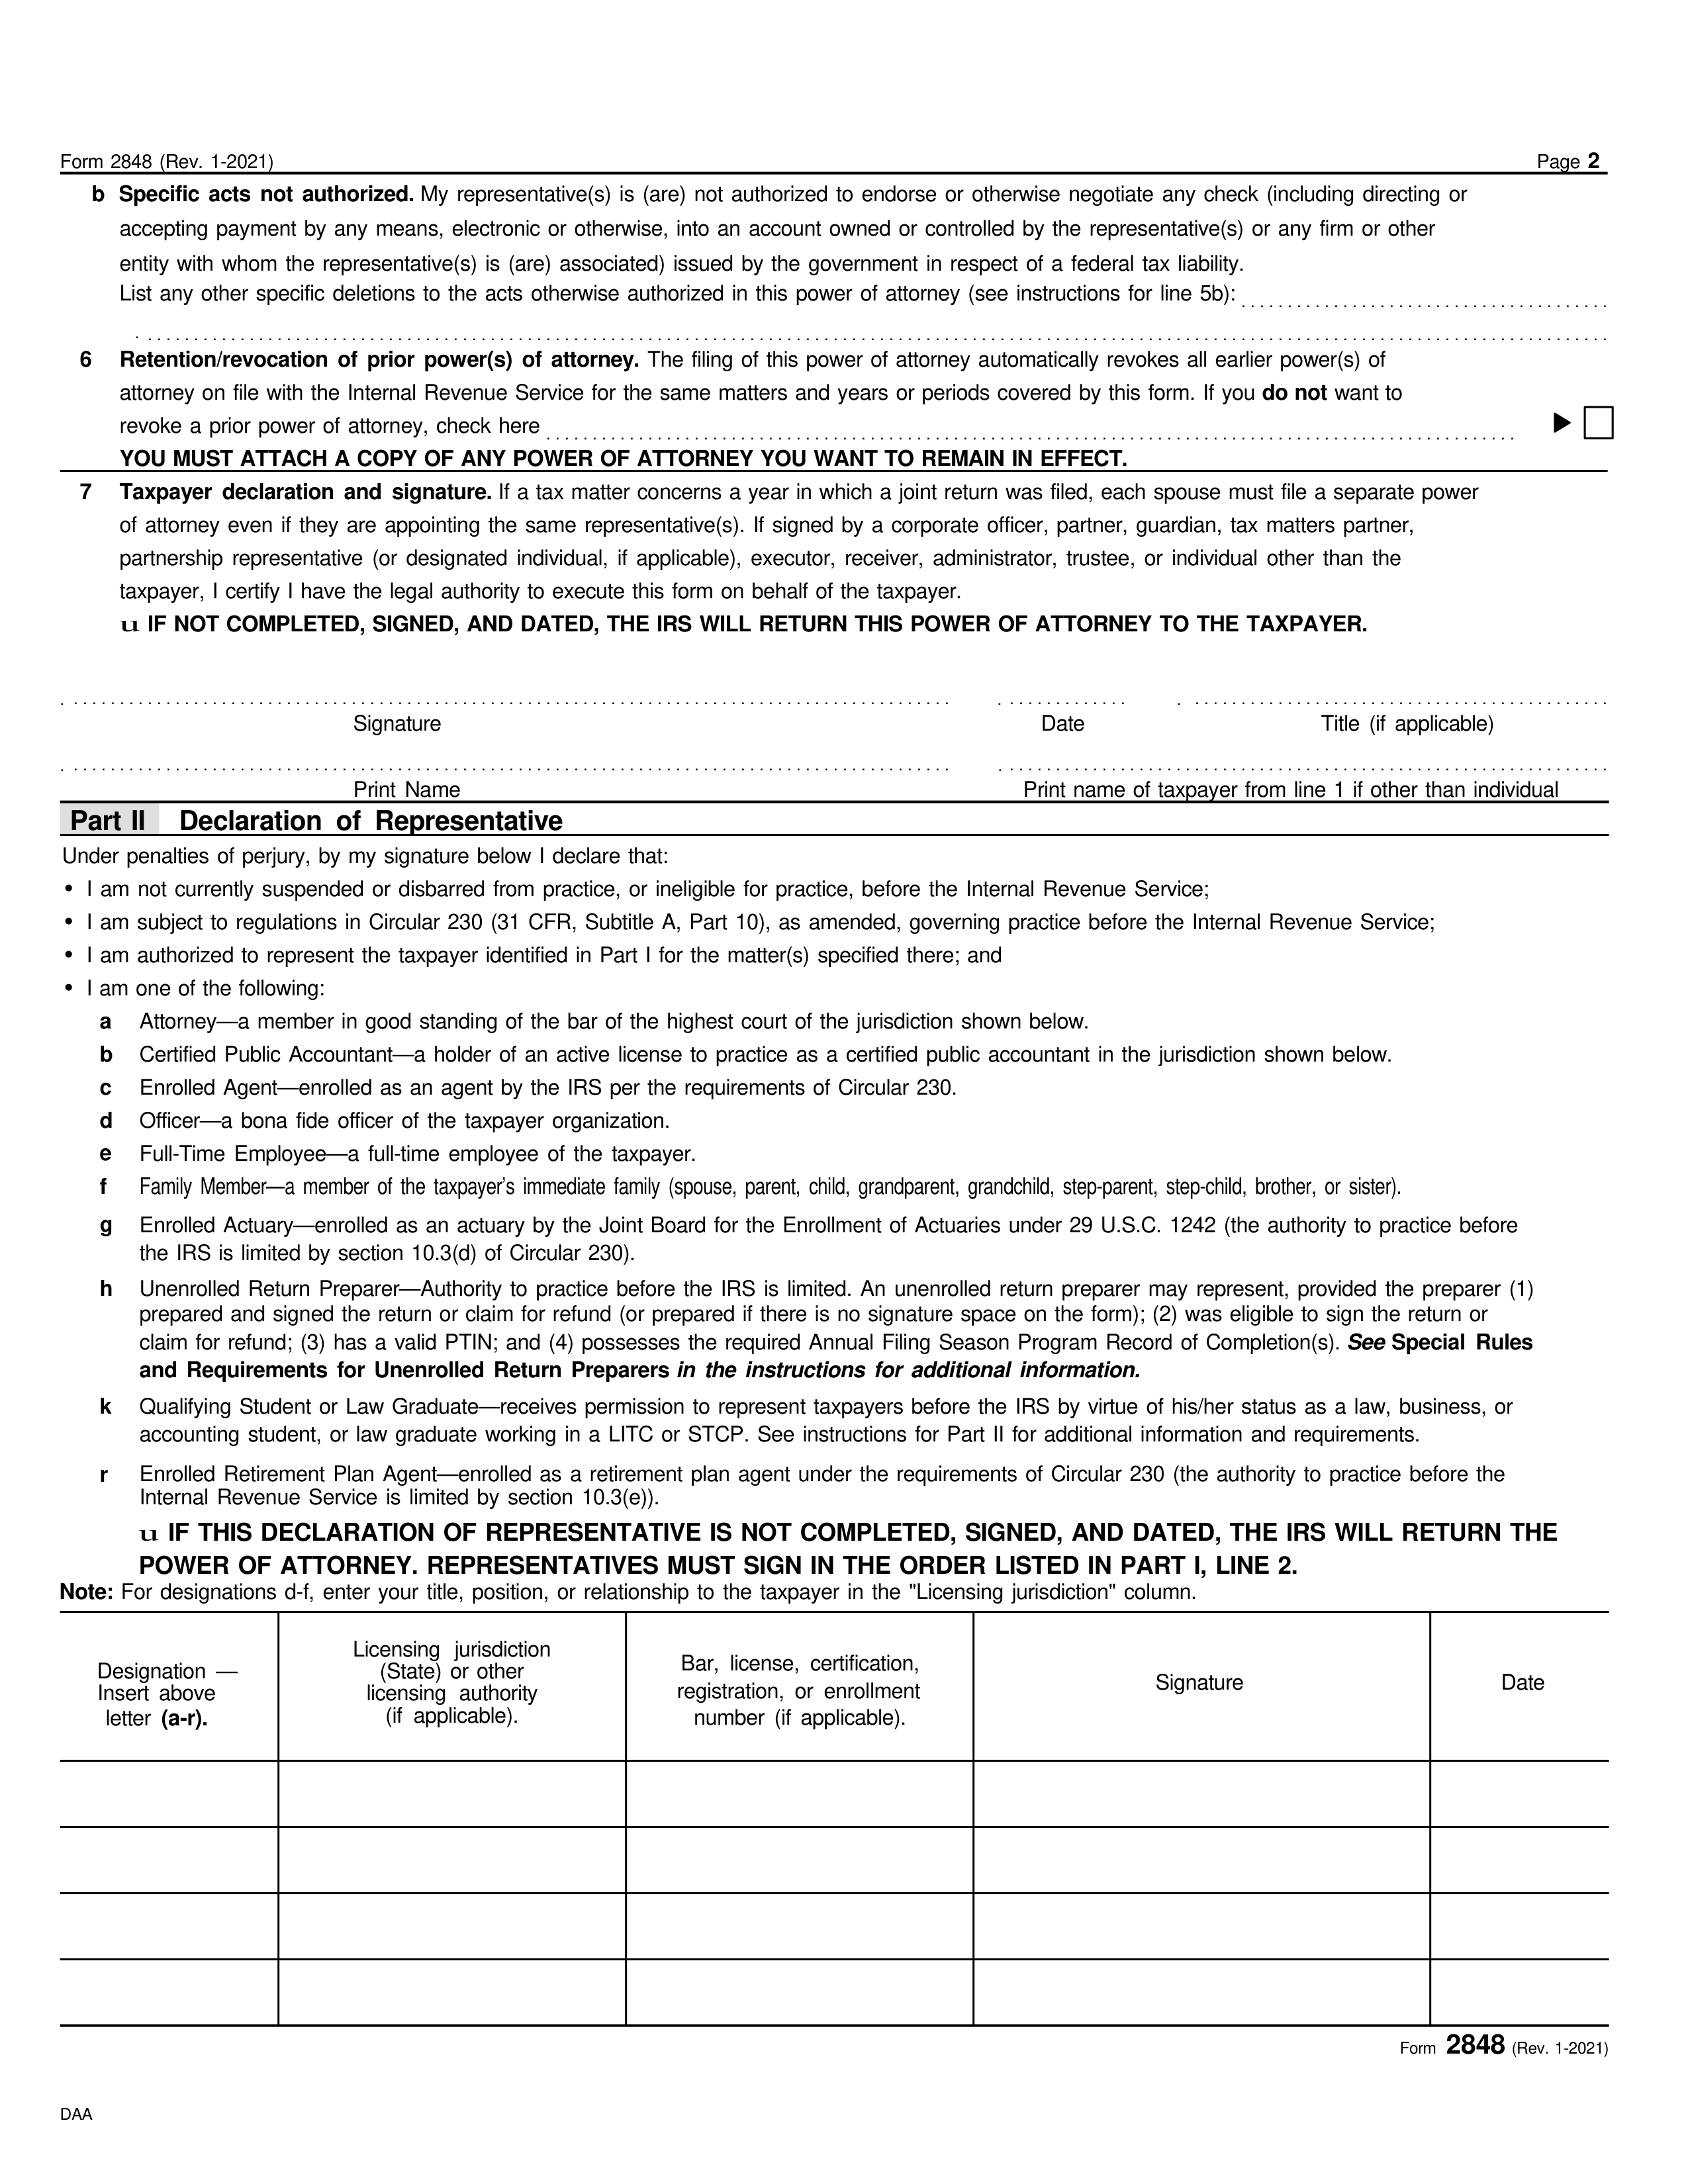 Form 2848 (Rev. 1-2021) Page 2
b Specific acts not authorized. My representative(s) is (are) not authorized to endorse or otherwise negotiate any check (including directing or
accepting payment by any means, electronic or otherwise, into an account owned or controlled by the representative(s) or any firm or other
entity with whom the representative(s) is (are) associated) issued by the government in respect of a federal tax liability.
List any other specific deletions to the acts otherwise authorized in this power of attorney (see instructions for line 5b):
6 Retention/revocation of prior power(s) of attorney. The filing of this power of attorney automatically revokes all earlier power(s) of
attorney on file with the Internal Revenue Service for the same matters and years or periods covered by this form. If you do not want to
revoke a prior power of attorney, check here
YOU MUST ATTACH A COPY OF ANY POWER OF ATTORNEY YOU WANT TO REMAIN IN EFFECT.
7 Taxpayer declaration and signature. If a tax matter concerns a year in which a joint return was filed, each spouse must file a separate power
of attorney even if they are appointing the same representative(s). If signed by a corporate officer, partner, guardian, tax matters partner,
partnership representative (or designated individual, if applicable), executor, receiver, administrator, trustee, or individual other than the
taxpayer, I certify I have the legal authority to execute this form on behalf of the taxpayer.
u IF NOT COMPLETED, SIGNED, AND DATED, THE IRS WILL RETURN THIS POWER OF ATTORNEY TO THE TAXPAYER.
Signature Date Title (if applicable)
Print Name Print name of taxpayer from line 1 if other than individual
Part II Declaration of Representative
Under penalties of perjury, by my signature below I declare that:
• I am not currently suspended or disbarred from practice, or ineligible for practice, before the Internal Revenue Service;
• I am subject to regulations in Circular 230 (31 CFR, Subtitle A, Part 10), as amended, governing practice before the Internal Revenue Service;
• I am authorized to represent the taxpayer identified in Part I for the matter(s) specified there; and
• I am one of the following:
a Attorney—a member in good standing of the bar of the highest court of the jurisdiction shown below.
b Certified Public Accountant—a holder of an active license to practice as a certified public accountant in the jurisdiction shown below.
c Enrolled Agent—enrolled as an agent by the IRS per the requirements of Circular 230.
d Officer—a bona fide officer of the taxpayer organization.
e Full-Time Employee—a full-time employee of the taxpayer.
f Family Member—a member of the taxpayer's immediate family (spouse, parent, child, grandparent, grandchild, step-parent, step-child, brother, or sister).
g Enrolled Actuary—enrolled as an actuary by the Joint Board for the Enrollment of Actuaries under 29 U.S.C. 1242 (the authority to practice before
the IRS is limited by section 10.3(d) of Circular 230).
h Unenrolled Return Preparer—Authority to practice before the IRS is limited. An unenrolled return preparer may represent, provided the preparer (1)
prepared and signed the return or claim for refund (or prepared if there is no signature space on the form); (2) was eligible to sign the return or
claim for refund; (3) has a valid PTIN; and (4) possesses the required Annual Filing Season Program Record of Completion(s). See Special Rules
and Requirements for Unenrolled Return Preparers in the instructions for additional information.
k Qualifying Student or Law Graduate—receives permission to represent taxpayers before the IRS by virtue of his/her status as a law, business, or
accounting student, or law graduate working in a LITC or STCP. See instructions for Part II for additional information and requirements.
r Enrolled Retirement Plan Agent—enrolled as a retirement plan agent under the requirements of Circular 230 (the authority to practice before the
Internal Revenue Service is limited by section 10.3(e)).
u IF THIS DECLARATION OF REPRESENTATIVE IS NOT COMPLETED, SIGNED, AND DATED, THE IRS WILL RETURN THE
POWER OF ATTORNEY. REPRESENTATIVES MUST SIGN IN THE ORDER LISTED IN PART I, LINE 2.
Note: For designations d-f, enter your title, position, or relationship to the taxpayer in the "Licensing jurisdiction" column.
Designation —
Insert above
letter (a-r).
Licensing jurisdiction
(State) or other
licensing authority
(if applicable).
Bar, license, certification,
registration, or enrollment
number (if applicable).
Signature
Date
Form 2848 (Rev. 1-2021)
DAA